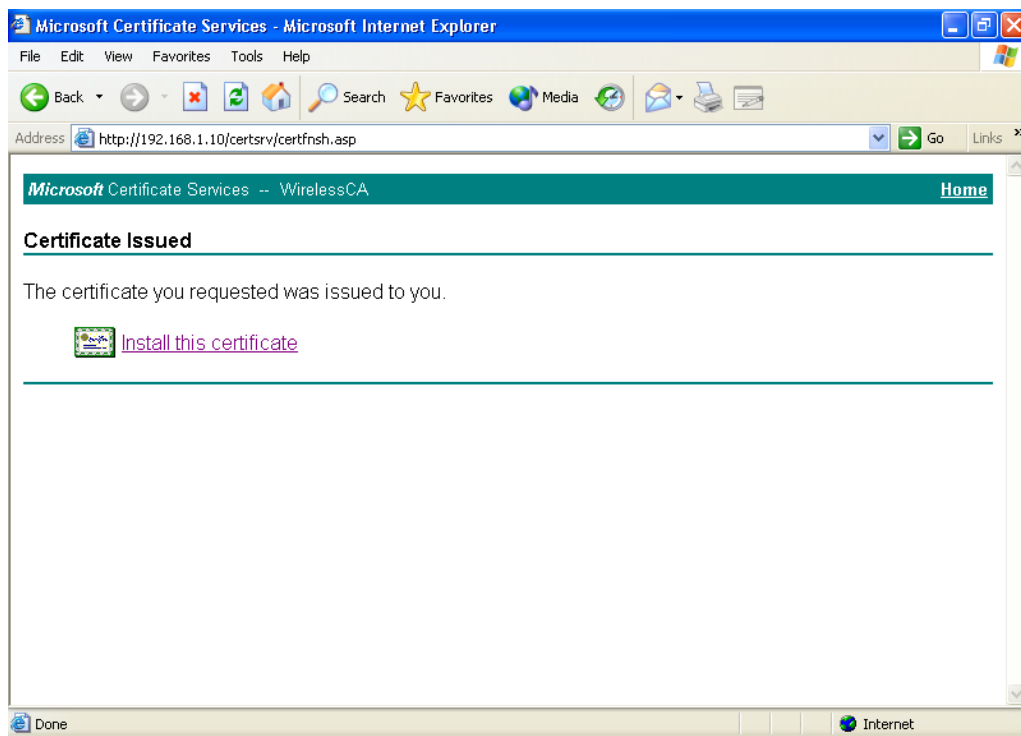 Microsoft Certificate Services - Microsoft Internet Explorer
File Edit View Favorites Tools Help
Back Search Favorites Media
Address http://192.168.1.10/certsrv/certfnsh.asp Go Links »
Microsoft Certificate Services -- WirelessCA Home
Certificate Issued
The certificate you requested was issued to you.
Install this certificate
Done Internet